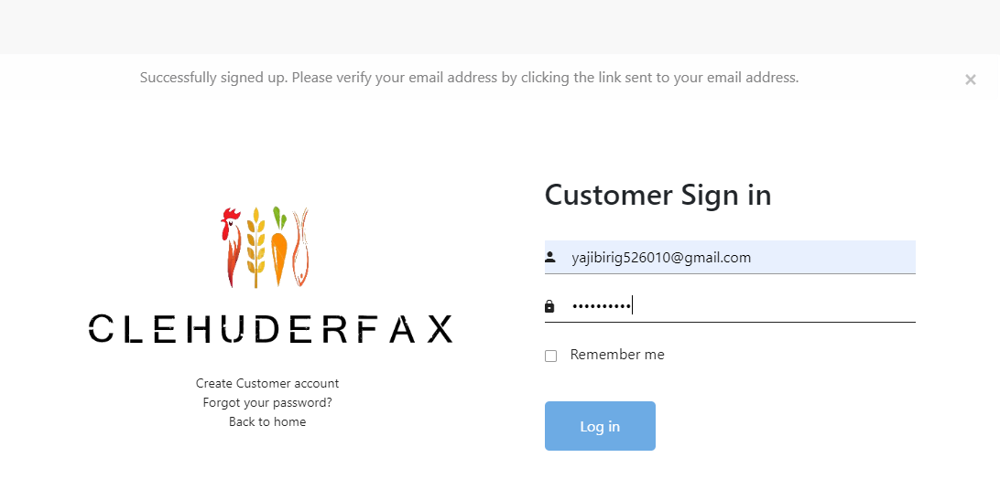 Successfully signed up. Please verify your email address by clicking the link sent to your email address.
×
Customer Sign in
yajibirig526010@gmail.com
••••••••••
Remember me
Log in
CLEHUDERFAX
Create Customer account
Forgot your password?
Back to home